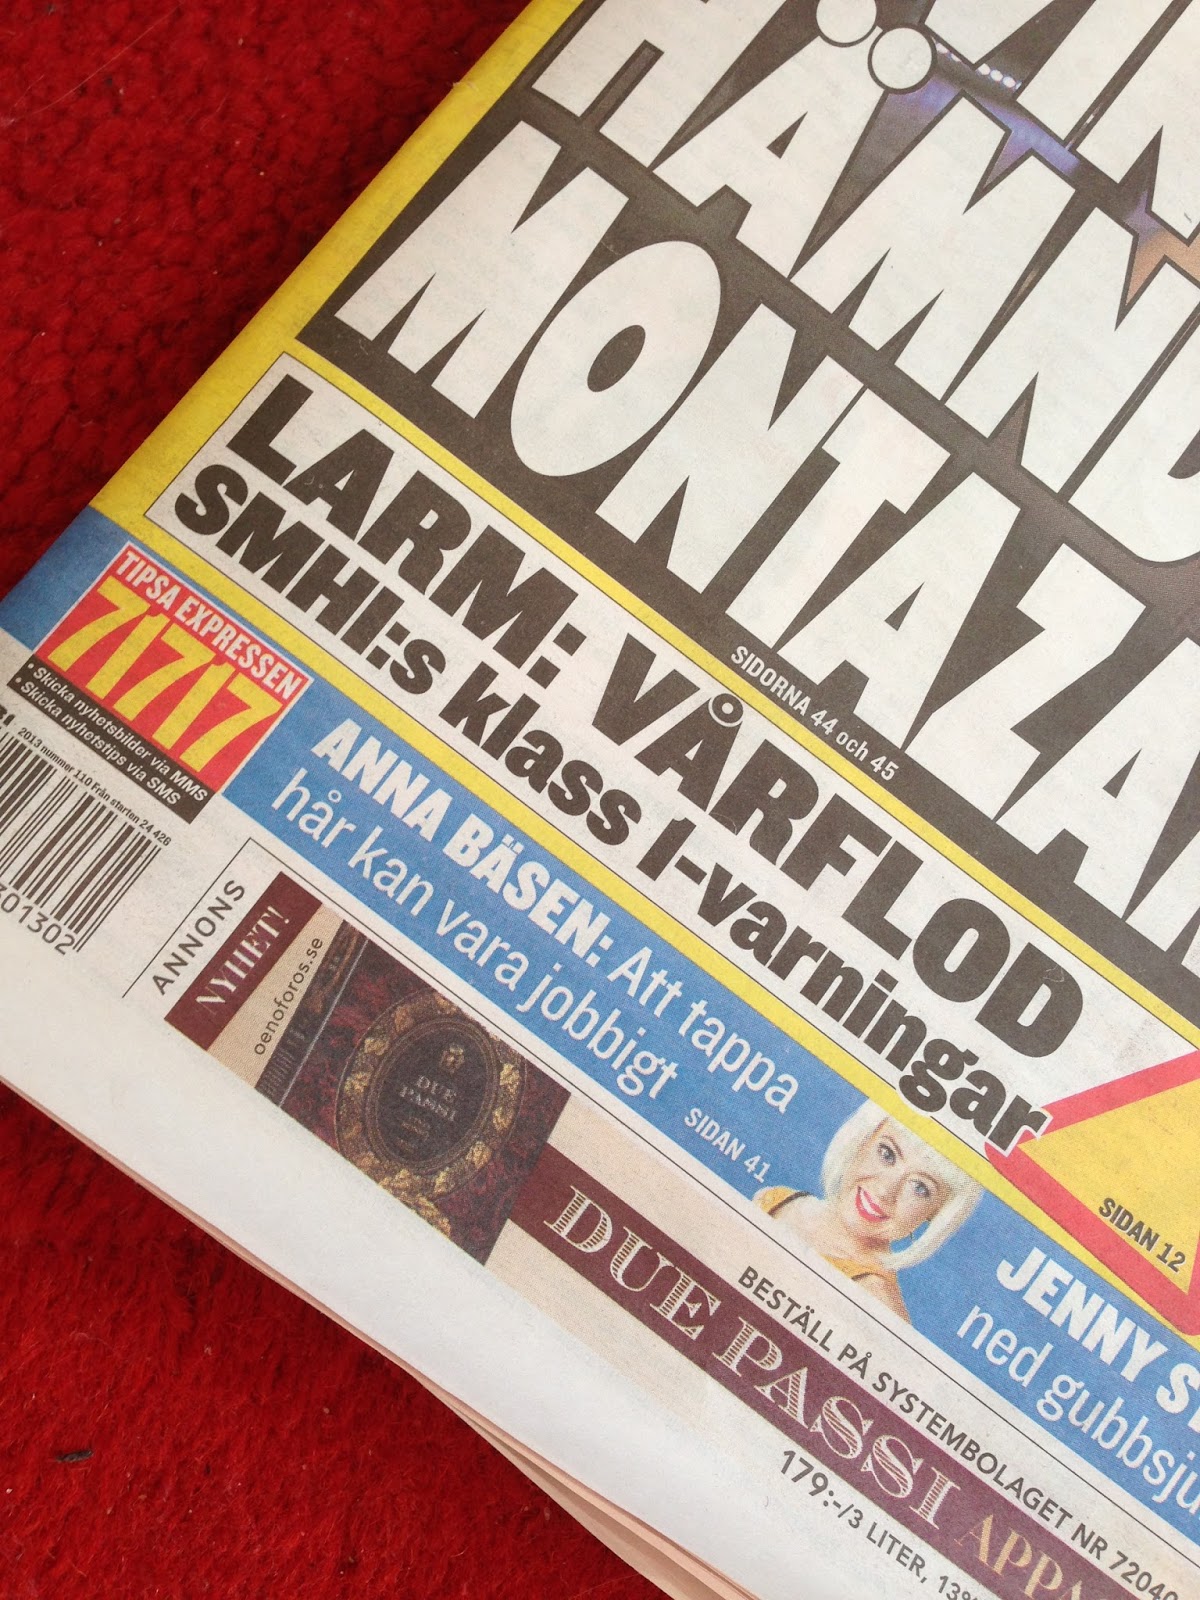 HÄMND
MONTAZA
SIDORNA 44 och 45
LARM: VÅRFLOD
SMHI:s klass 1-varningar
SIDAN 12
TIPSA EXPRESSEN
71717
• Skicka nyhetsbilder via MMS
• Skicka nyhetstips via SMS
2013 nummer 110 Från starten 24 426
301302
ANNA BÄSEN: Att tappa
hår kan vara jobbigt SIDAN 41
JENNY
ned
ANNONS
NYHET!
oenoforos.se
DUE
PASSI
BESTÄLL PÅ SYSTEMBOLAGET NR 72040
DUE PASSI
179:-/3 LITER,